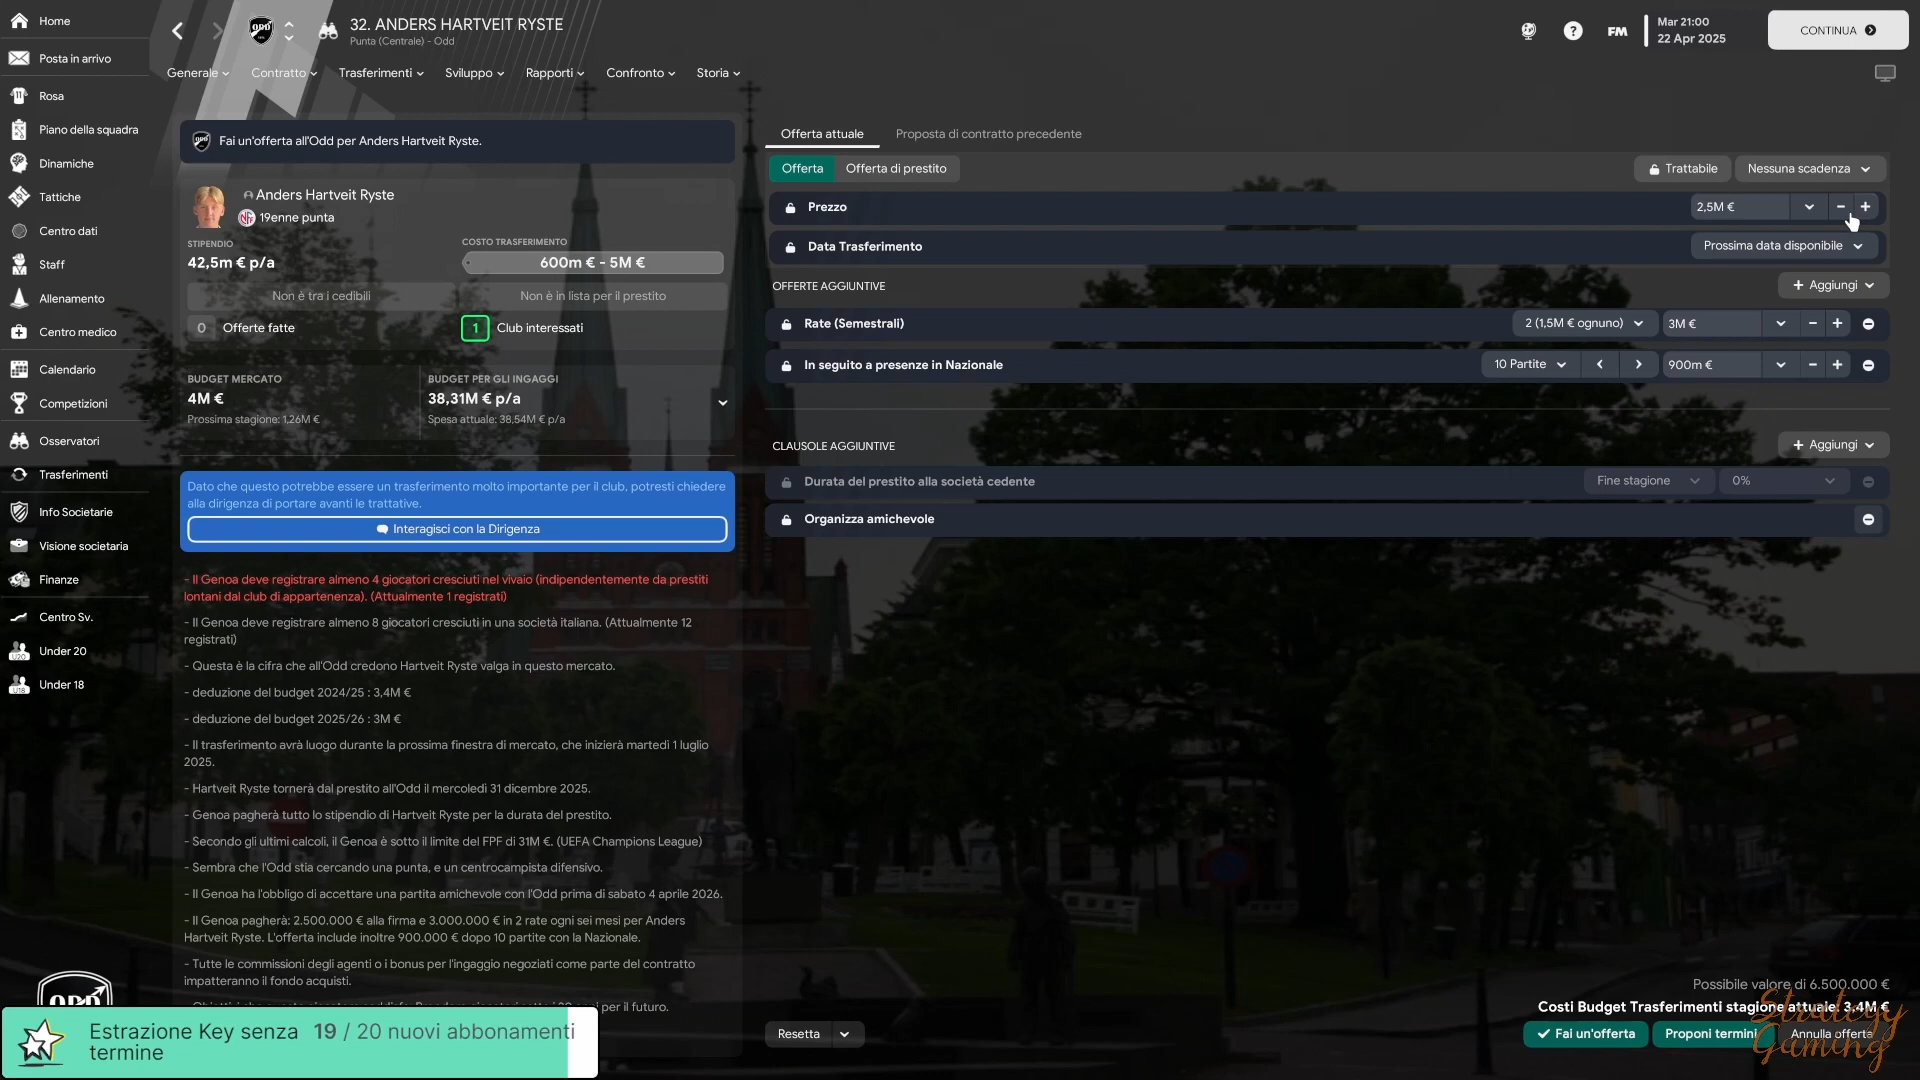 Home
Posta in arrivo
Rosa
Piano della squadra
Dinamiche
Tattiche
Centro dati
Staff
Allenamento
Centro medico
Calendario
Competizioni
Osservatori
Trasferimenti
Info Societarie
Visione societaria
Finanze
Centro Sv.
Under 20
Under 18
32. ANDERS HARTVEIT RYSTE
Punta (Centrale) - Odd
FM
Mar 21:00
22 Apr 2025
CONTINUA
Generale
Contratto
Trasferimenti
Sviluppo
Rapporti
Confronto
Storia
Fai un'offerta all'Odd per Anders Hartveit Ryste.
Anders Hartveit Ryste
19enne punta
STIPENDIO
42,5m € p/a
COSTO TRASFERIMENTO
600m € - 5M €
Non è tra i cedibili
Non è in lista per il prestito
0 Offerte fatte
1 Club interessati
BUDGET MERCATO
4M €
Prossima stagione: 1,26M €
BUDGET PER GLI INGAGGI
38,31M € p/a
Spesa attuale: 38,54M € p/a
Dato che questo potrebbe essere un trasferimento molto importante per il club, potresti chiedere
alla dirigenza di portare avanti le trattative.
Interagisci con la Dirigenza
- Il Genoa deve registrare almeno 4 giocatori cresciuti nel vivaio (indipendentemente da prestiti
lontani dal club di appartenenza). (Attualmente 1 registrati)
- Il Genoa deve registrare almeno 8 giocatori cresciuti in una società italiana. (Attualmente 12
registrati)
- Questa è la cifra che all'Odd credono Hartveit Ryste valga in questo mercato.
- deduzione del budget 2024/25 : 3,4M €
- deduzione del budget 2025/26 : 3M €
- Il trasferimento avrà luogo durante la prossima finestra di mercato, che inizierà martedì 1 luglio
2025.
- Hartveit Ryste tornerà dal prestito all'Odd il mercoledì 31 dicembre 2025.
- Genoa pagherà tutto lo stipendio di Hartveit Ryste per la durata del prestito.
- Secondo gli ultimi calcoli, il Genoa è sotto il limite del FPF di 31M €. (UEFA Champions League)
- Sembra che l'Odd stia cercando una punta, e un centrocampista difensivo.
- Il Genoa ha l'obbligo di accettare una partita amichevole con l'Odd prima di sabato 4 aprile 2026.
- Il Genoa pagherà: 2.500.000 € alla firma e 3.000.000 € in 2 rate ogni sei mesi per Anders
Hartveit Ryste. L'offerta include inoltre 900.000 € dopo 10 partite con la Nazionale.
- Tutte le commissioni degli agenti o i bonus per l'ingaggio negoziati come parte del contratto
impatteranno il fondo acquisti.
per il futuro.
Offerta attuale
Proposta di contratto precedente
Offerta
Offerta di prestito
Trattabile
Nessuna scadenza
Prezzo
2,5M €
Data Trasferimento
Prossima data disponibile
OFFERTE AGGIUNTIVE
+ Aggiungi
Rate (Semestrali)
2 (1,5M € ognuno)
3M €
In seguito a presenze in Nazionale
10 Partite
900m €
CLAUSOLE AGGIUNTIVE
+ Aggiungi
Durata del prestito alla società cedente
Fine stagione
0%
Organizza amichevole
Possibile valore di 6.500.000 €
Costi Budget Trasferimenti stagione attuale: 3,4M €
Resetta
Fai un'offerta
Proponi termini
Annulla offerta
Strategy
Gaming
ODD
Estrazione Key senza 19 / 20 nuovi abbonamenti
termine